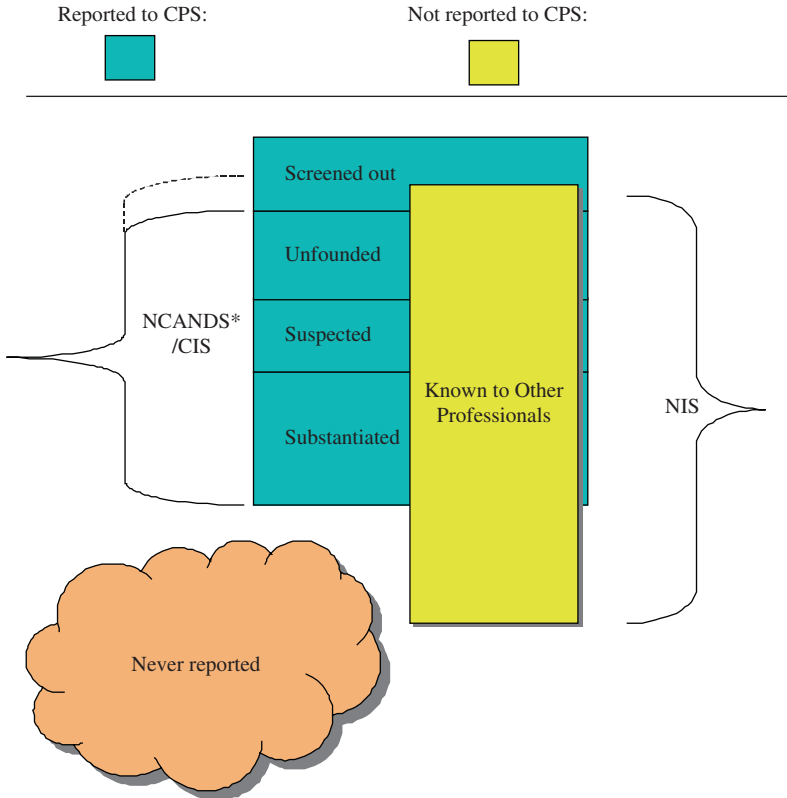 Reported to CPS:
Not reported to CPS:
Screened out
Unfounded
NCANDS*
/CIS
Suspected
Known to Other
Professionals
NIS
Substantiated
Never reported